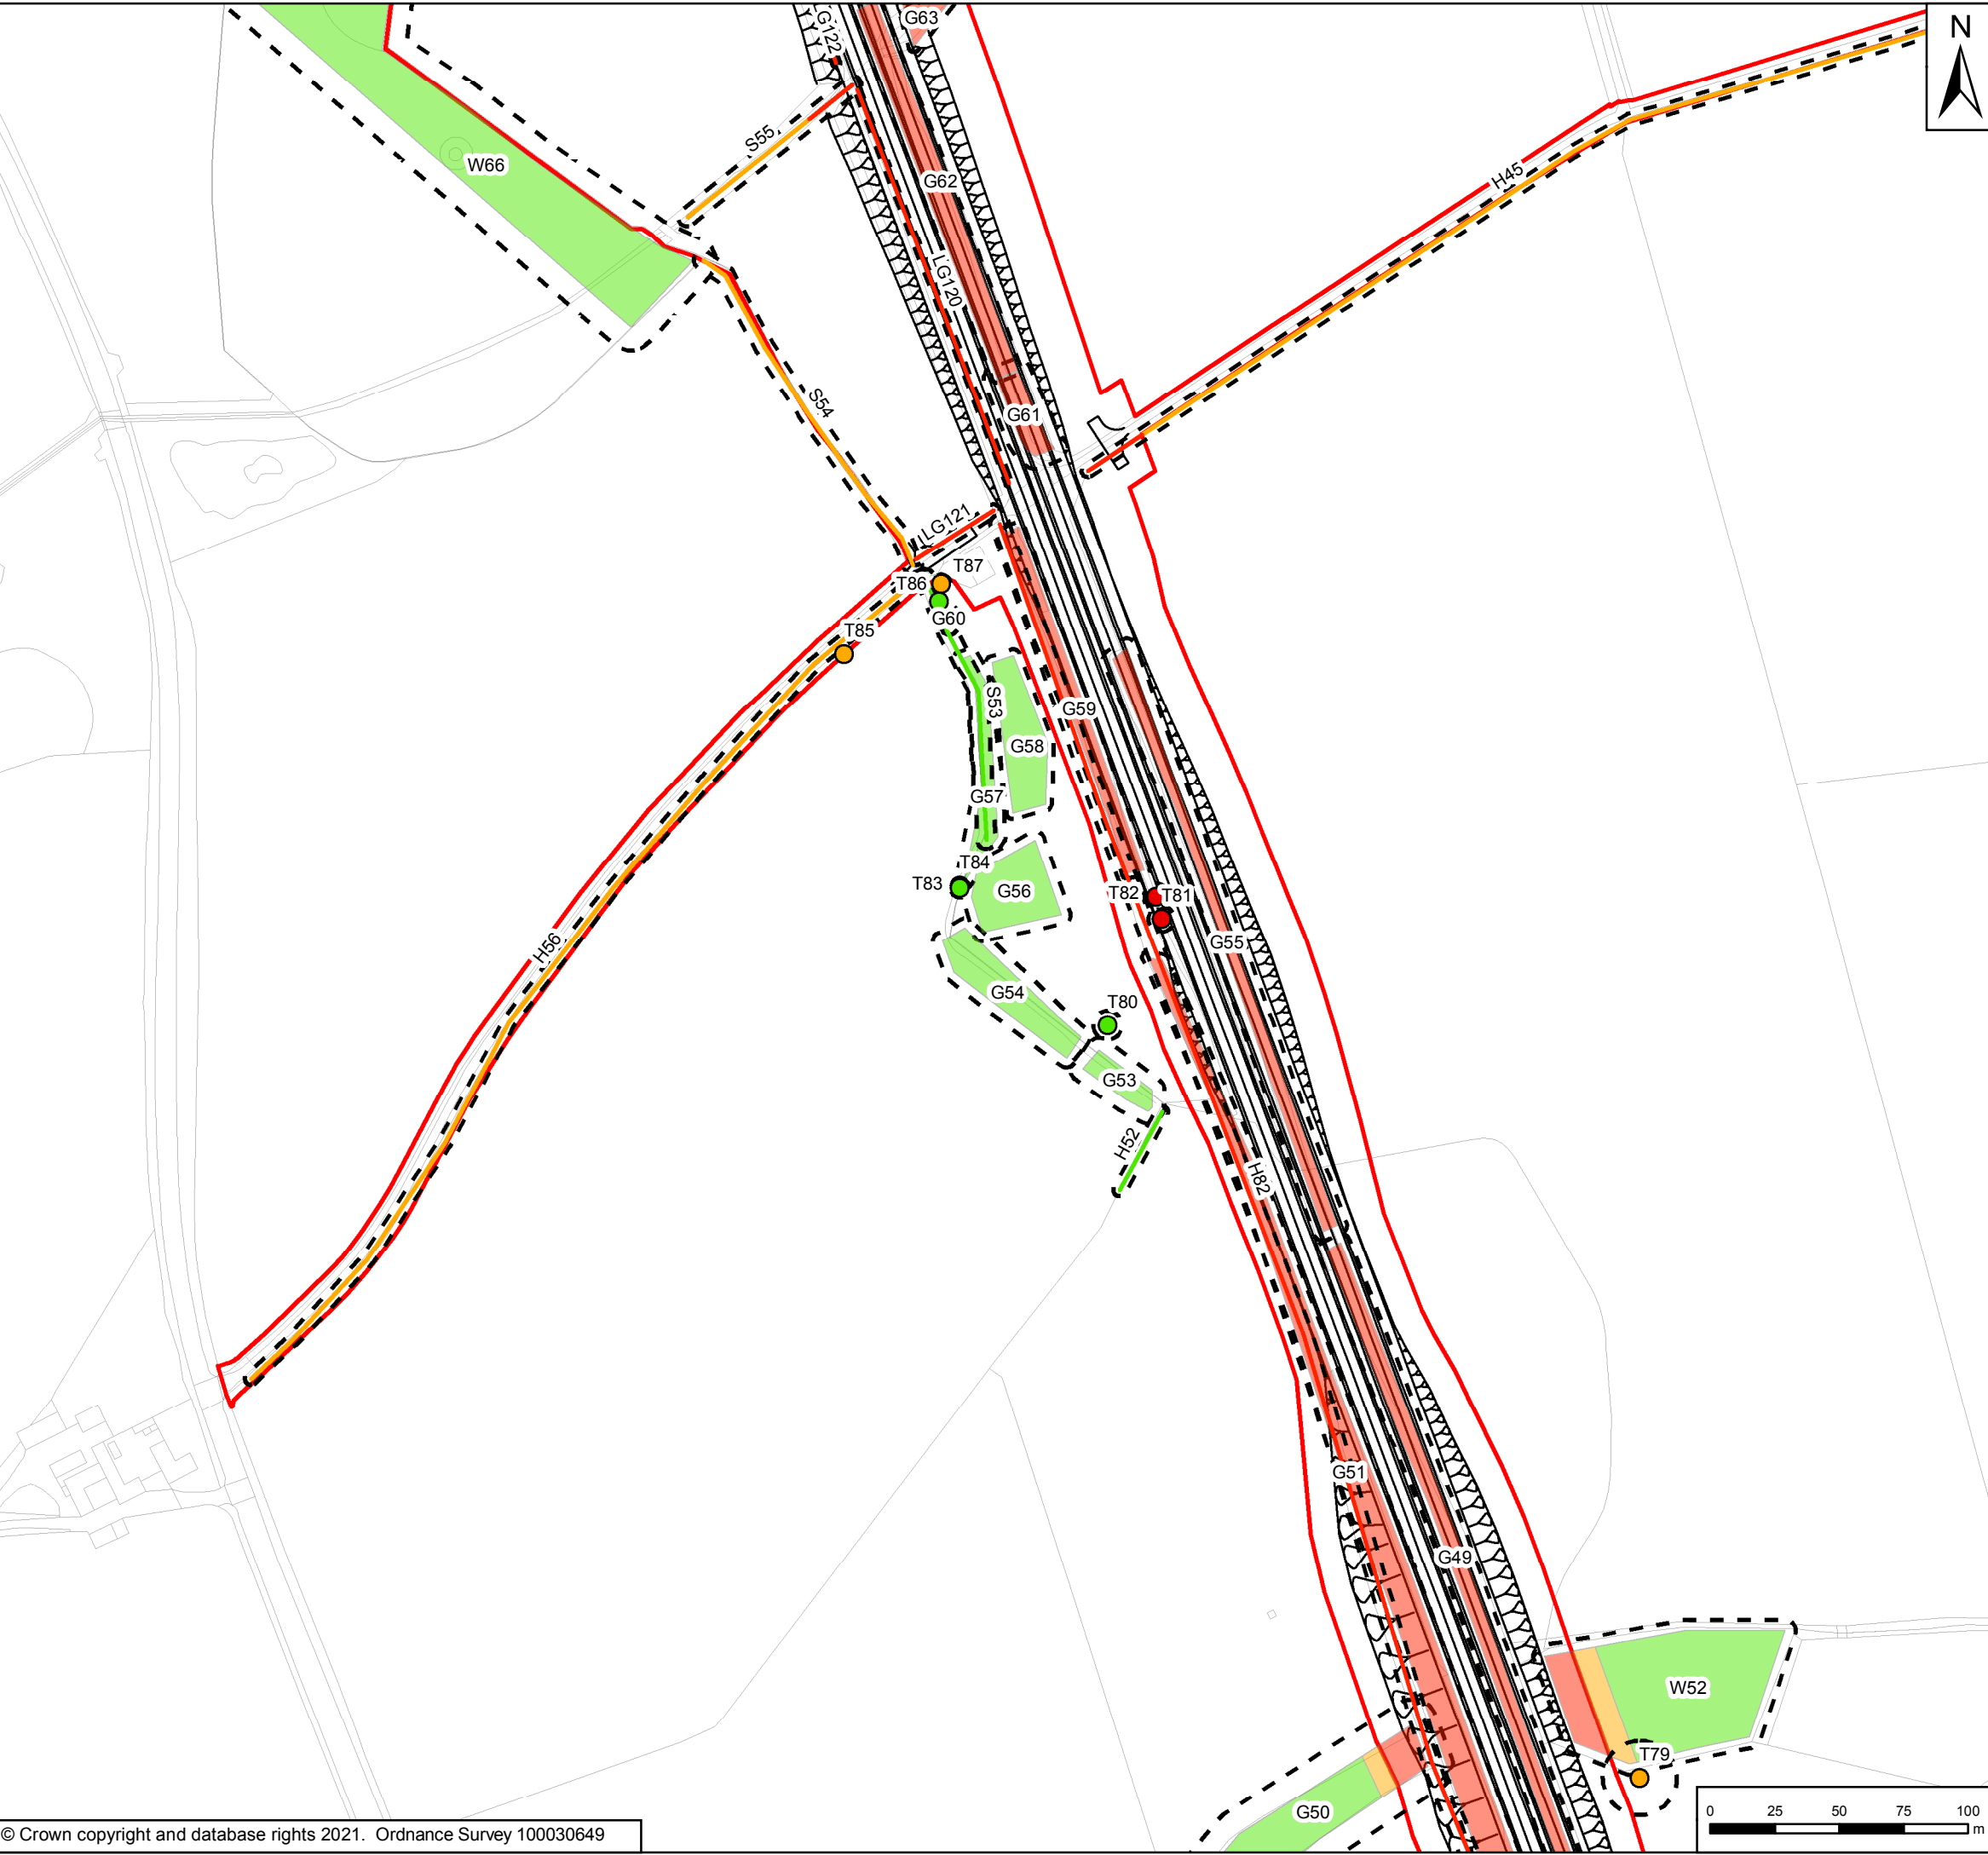 G63
N
LG122
S55
W66
G62
H45
LG120
S54
G61
LG121
T87
T86
G60
T85
S53
G59
G58
G57
T84
T83
G56
T82
T81
G55
G54
T80
G53
H56
H52
H82
G51
G49
W52
T79
G50
0 25 50 75 100
m
© Crown copyright and database rights 2021. Ordnance Survey 100030649